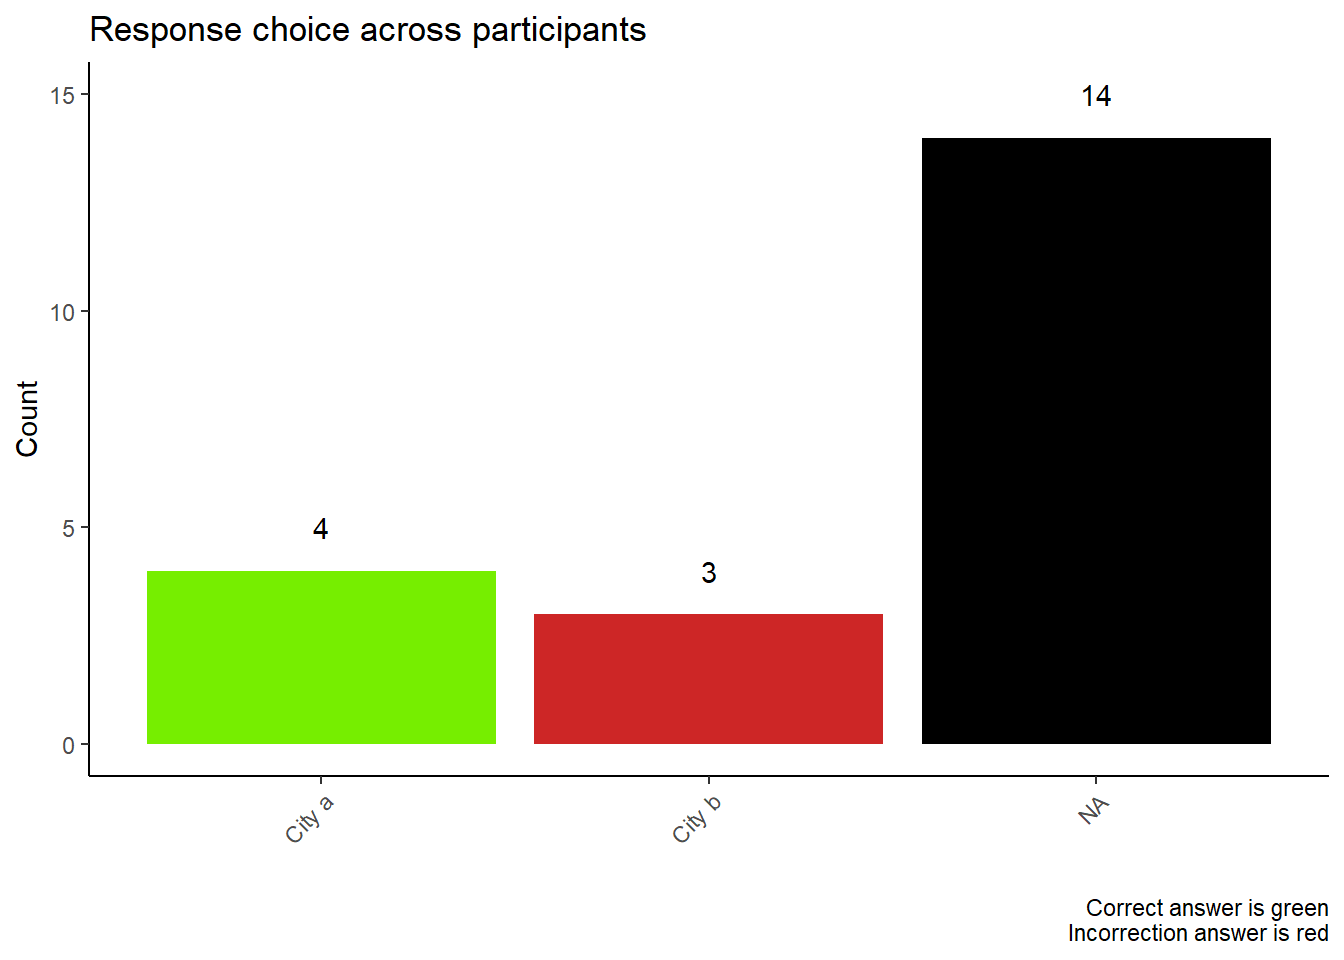 Response choice across participants
15
10
5
0
Count
4
3
14
City a
City b
NA
Correct answer is green
Incorrection answer is red